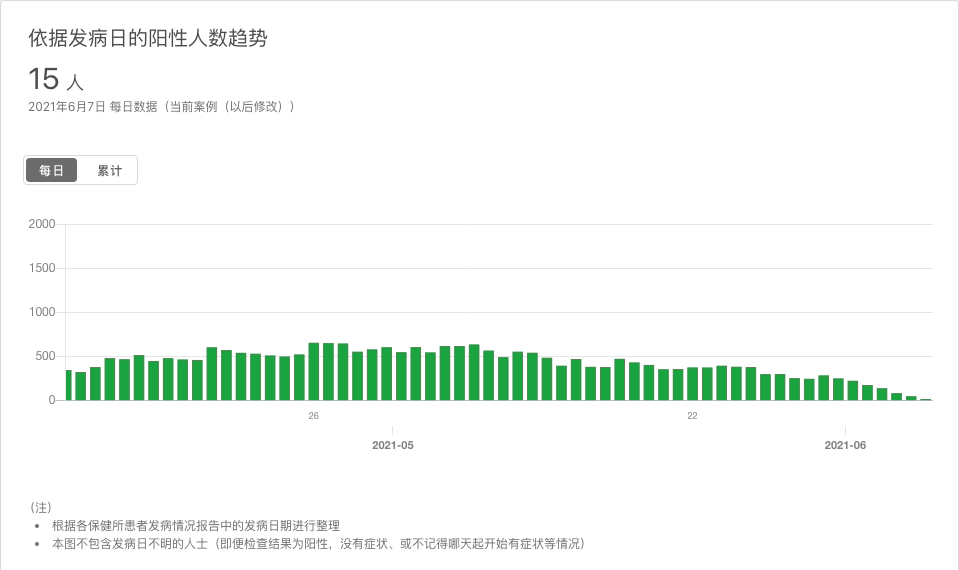 依据发病日的阳性人数趋势
15 人
2021年6月7日 每日数据（当前案例（以后修改））
每日 累计
2000
1500
1000
500
0
26 22
2021-05 2021-06
（注）
• 根据各保健所患者发病情况报告中的发病日期进行整理
• 本图不包含发病日不明的人士（即便检查结果为阳性，没有症状、或不记得哪天起开始有症状等情况）